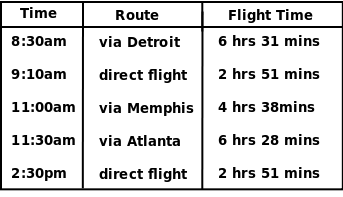 Time Route Flight Time
8:30am via Detroit 6 hrs 31 mins
9:10am direct flight 2 hrs 51 mins
11:00am via Memphis 4 hrs 38mins
11:30am via Atlanta 6 hrs 28 mins
2:30pm direct flight 2 hrs 51 mins